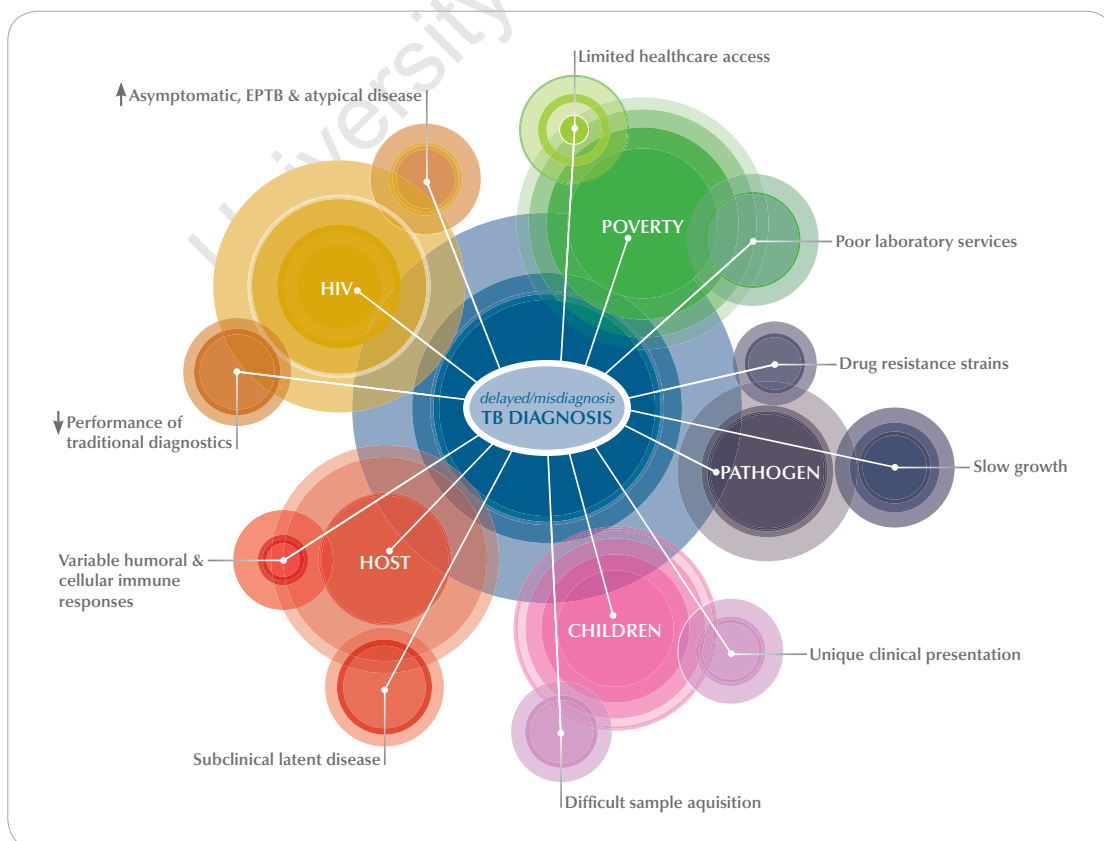 University
Limited healthcare access
↑ Asymptomatic, EPTB & atypical disease
POVERTY
Poor laboratory services
HIV
Drug resistance strains
delayed/misdiagnosis
TB DIAGNOSIS
↓ Performance of
traditional diagnostics
PATHOGEN
Slow growth
Variable humoral &
cellular immune
responses
HOST
CHILDREN
Unique clinical presentation
Subclinical latent disease
Difficult sample aquisition